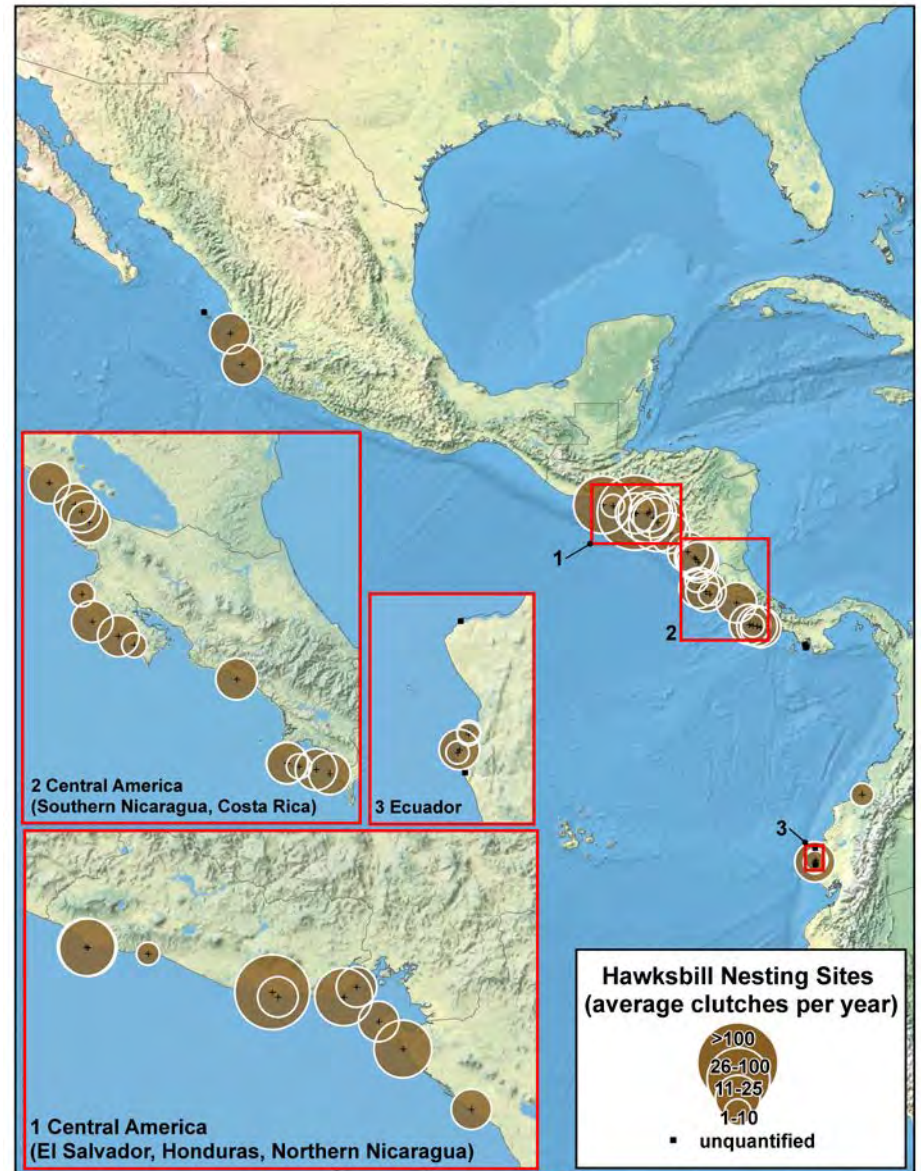 1
2
3
2 Central America
(Southern Nicaragua, Costa Rica)
3 Ecuador
1 Central America
(El Salvador, Honduras, Northern Nicaragua)
Hawksbill Nesting Sites
(average clutches per year)
>100
26-100
11-25
1-10
unquantified